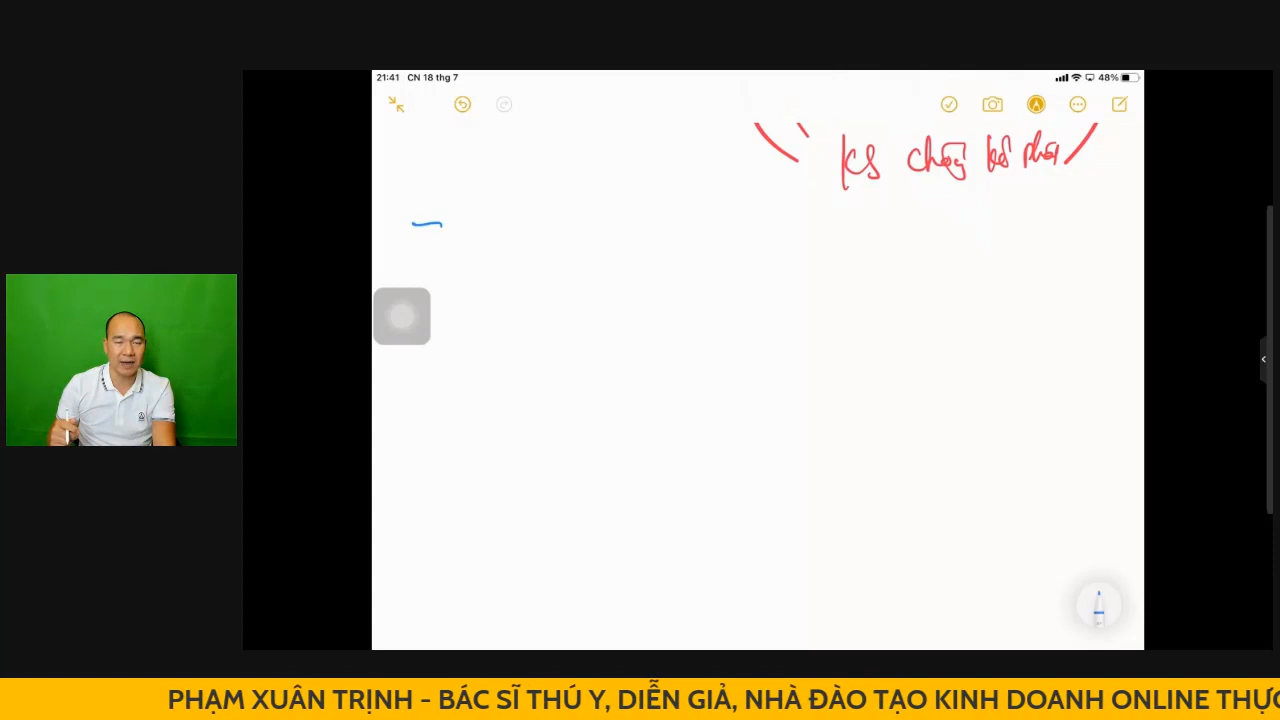 21:41 CN 18 thg 7
48%
KS
PHẠM XUÂN TRỊNH - BÁC SĨ THÚ Y, DIỄN GIẢ, NHÀ ĐÀO TẠO KINH DOANH ONLINE THỰC